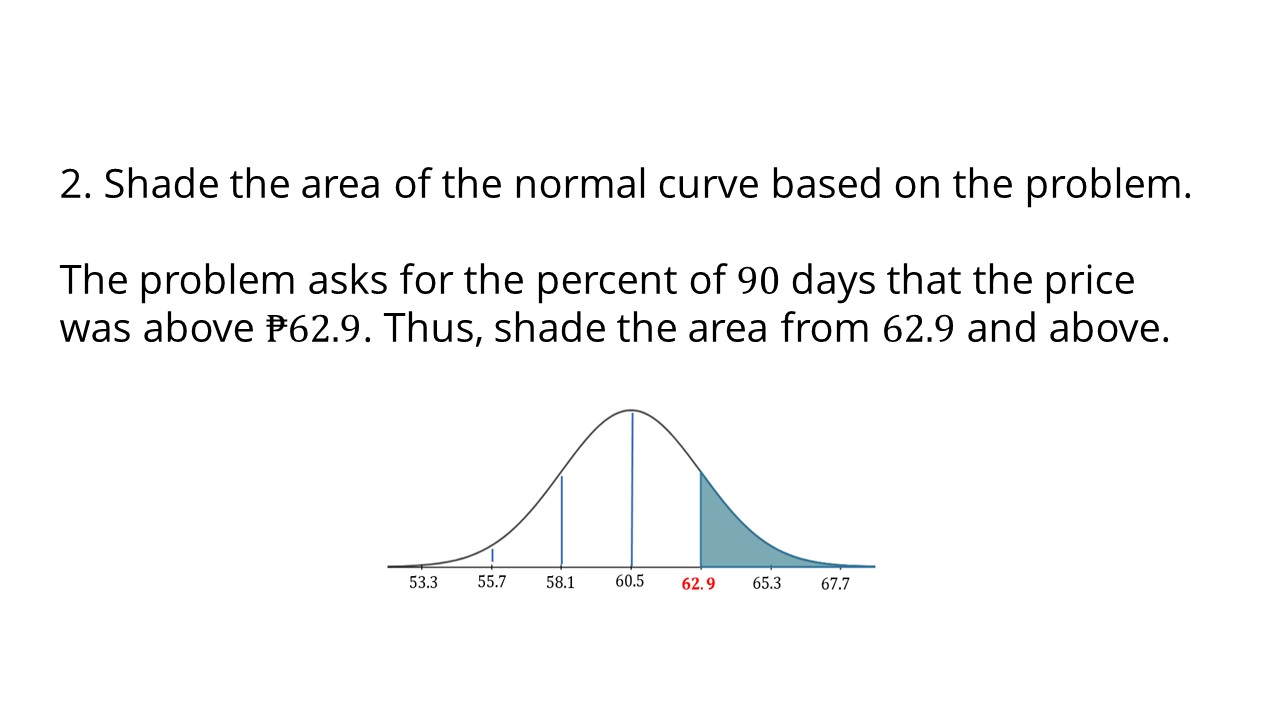 2. Shade the area of the normal curve based on the problem.
The problem asks for the percent of 90 days that the price
was above ₱62.9. Thus, shade the area from 62.9 and above.
53.3 55.7 58.1 60.5 62.9 65.3 67.7